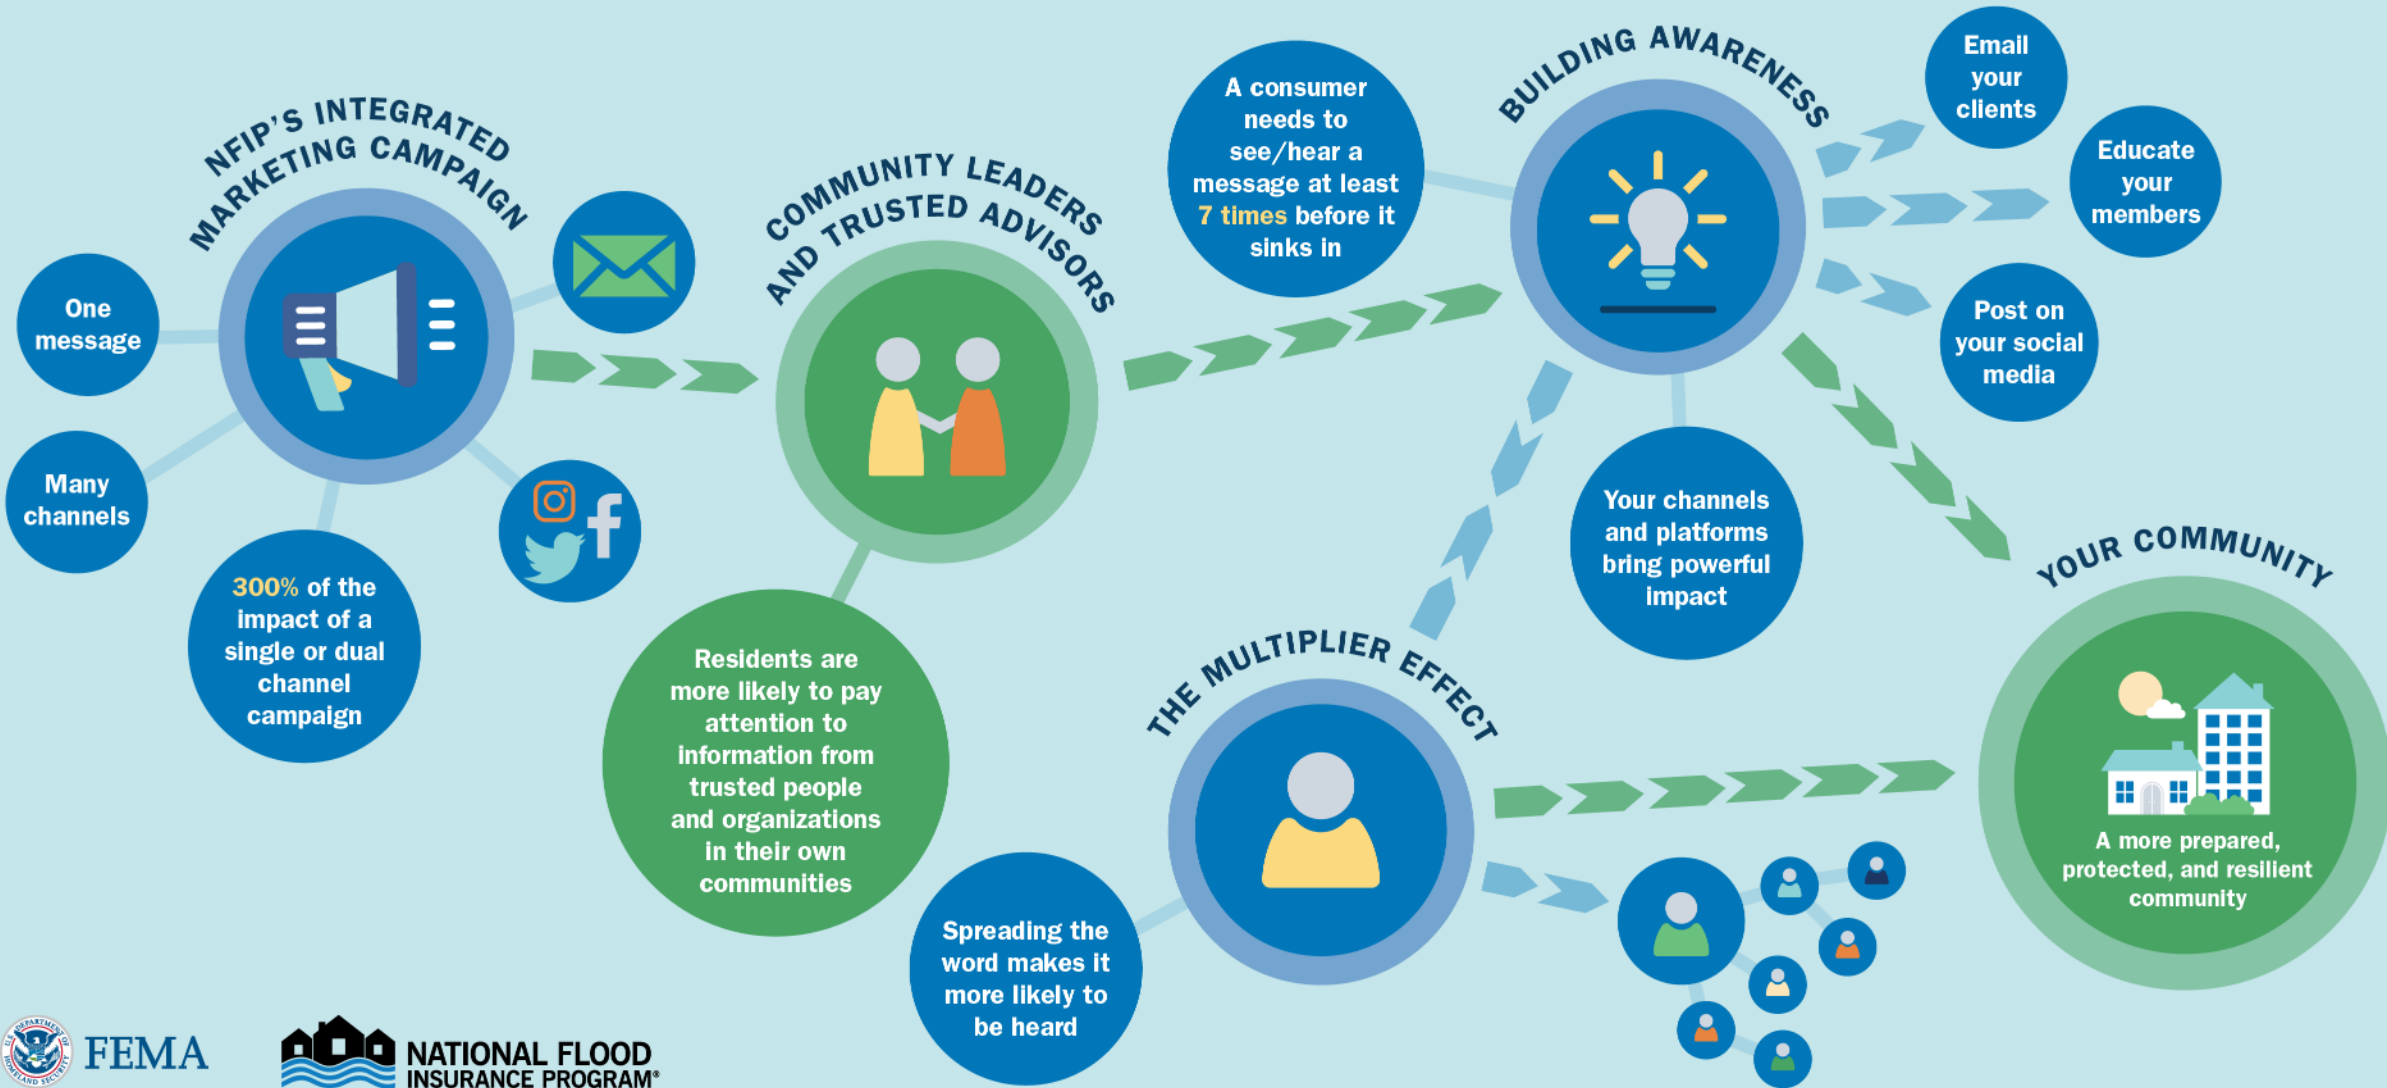 NFIP'S INTEGRATED
MARKETING CAMPAIGN
One
message
Many
channels
300% of the
impact of a
single or dual
channel
campaign
COMMUNITY LEADERS
AND TRUSTED ADVISORS
Residents are
more likely to pay
attention to
information from
trusted people
and organizations
in their own
communities
A consumer
needs to
see/hear a
message at least
7 times before it
sinks in
BUILDING AWARENESS
Email
your
clients
Educate
your
members
Post on
your social
media
Your channels
and platforms
bring powerful
impact
THE MULTIPLIER EFFECT
Spreading the
word makes it
more likely to
be heard
YOUR COMMUNITY
A more prepared,
protected, and resilient
community
U.S. DEPARTMENT OF
HOMELAND SECURITY
FEMA
NATIONAL FLOOD
INSURANCE PROGRAM®